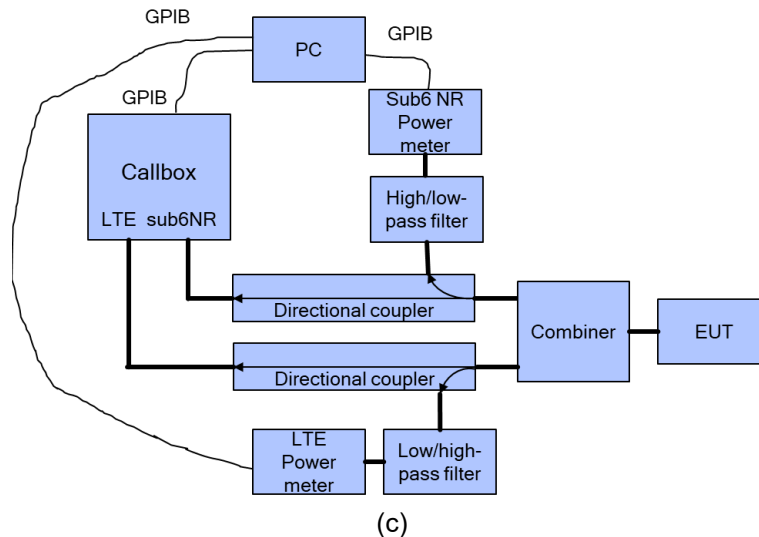 GPIB
PC
GPIB
GPIB
Sub6 NR
Power
meter
Callbox
LTE sub6NR
High/low-
pass filter
Directional coupler
Combiner
EUT
Directional coupler
LTE
Power
meter
Low/high-
pass filter
(c)